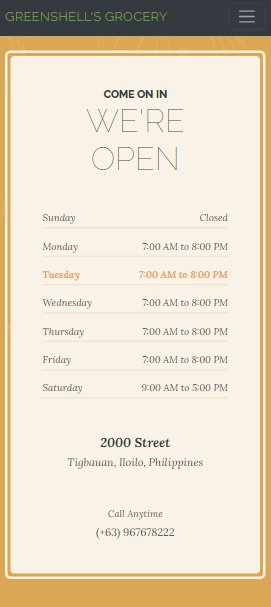 GREENSHELL'S GROCERY
COME ON IN
WE'RE
OPEN
Sunday Closed
Monday 7:00 AM to 8:00 PM
Tuesday 7:00 AM to 8:00 PM
Wednesday 7:00 AM to 8:00 PM
Thursday 7:00 AM to 8:00 PM
Friday 7:00 AM to 8:00 PM
Saturday 9:00 AM to 5:00 PM
2000 Street
Tigbauan, Iloilo, Philippines
Call Anytime
(+63) 967678222